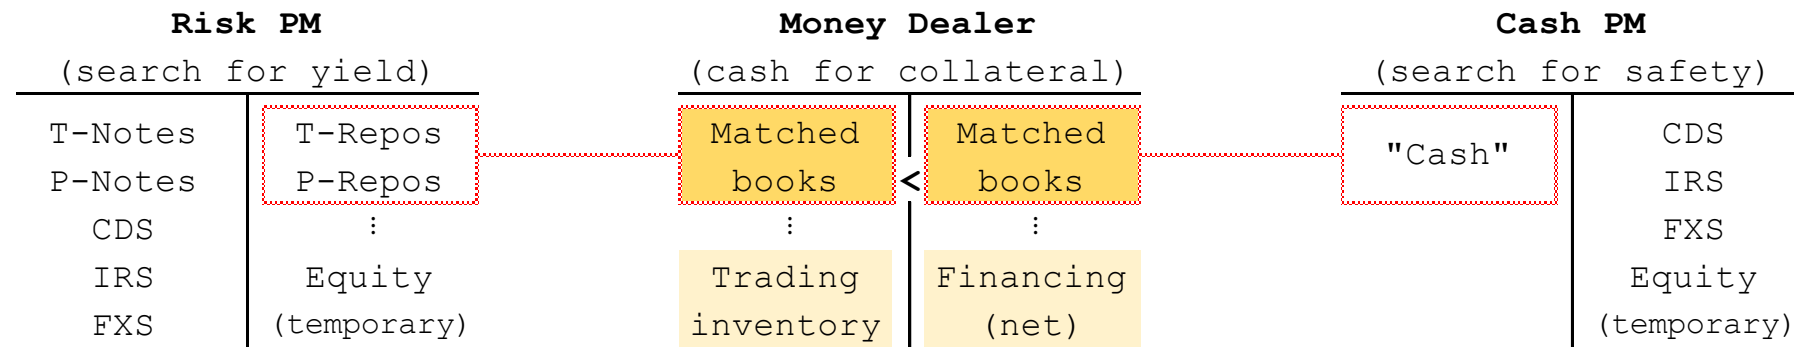 Risk PM Money Dealer Cash PM
(search for yield) (cash for collateral) (search for safety)
T-Notes T-Repos Matched Matched "Cash" CDS
P-Notes P-Repos books < books IRS
CDS ⋮ ⋮ ⋮ FXS
IRS Equity Trading Financing Equity
FXS (temporary) inventory (net) (temporary)